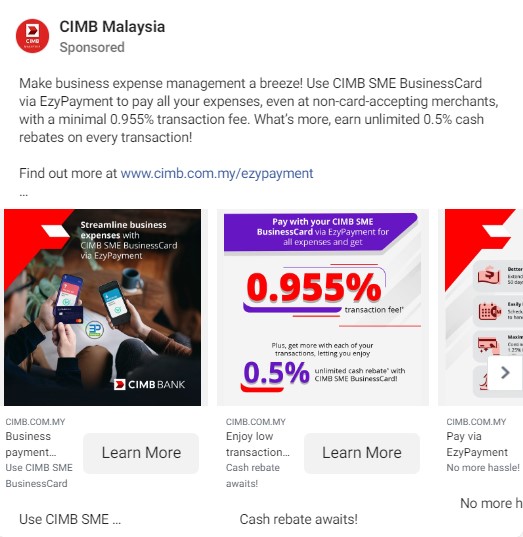 CIMB Malaysia
Sponsored
Make business expense management a breeze! Use CIMB SME BusinessCard
via EzyPayment to pay all your expenses, even at non-card-accepting merchants,
with a minimal 0.955% transaction fee. What's more, earn unlimited 0.5% cash
rebates on every transaction!
Find out more at www.cimb.com.my/ezypayment
...
Streamline business
expenses with
CIMB SME BusinessCard
via EzyPayment
CIMB BANK
Pay with your CIMB SME
BusinessCard via EzyPayment for
all expenses and get
0.955%
transaction fee!
Plus, get more with each of your
transactions, letting you enjoy
0.5% unlimited cash rebate* with
CIMB SME BusinessCard!
CIMB.COM.MY
Business
payment...
Use CIMB SME
BusinessCard
Learn More
CIMB.COM.MY
Enjoy low
transaction...
Cash rebate
awaits!
Learn More
CIMB.COM.MY
Pay via
EzyPayment
No more hassle!
Use CIMB SME ...
Cash rebate awaits!
No more h